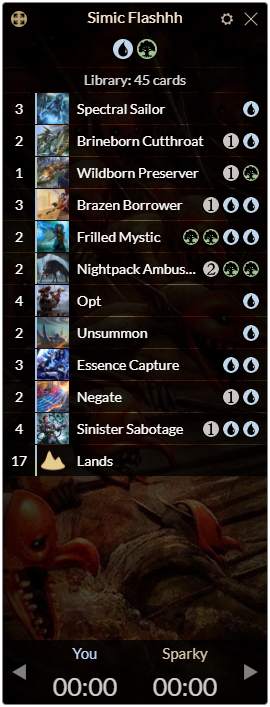 Simic Flashhh
Library: 45 cards
3 Spectral Sailor
2 Brineborn Cutthroat 1
1 Wildborn Preserver 1
3 Brazen Borrower 1
2 Frilled Mystic
2 Nightpack Ambus... 2
4 Opt
2 Unsummon
3 Essence Capture
2 Negate 1
4 Sinister Sabotage 1
17 Lands
You Sparky
00:00 00:00